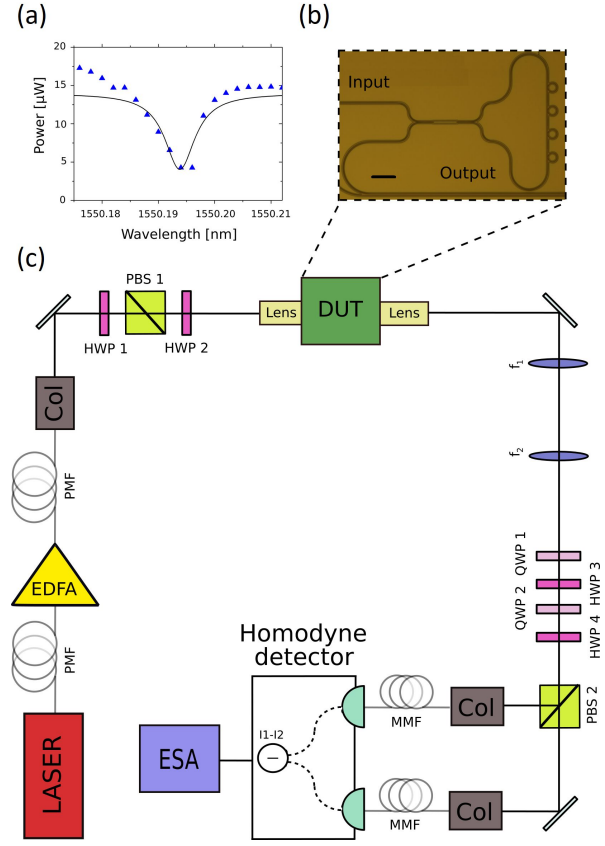 (a)
20
15
10
5
0
Power [µW]
1550.18
1550.19
1550.20
1550.21
Wavelength [nm]
(b)
Input
Output
(c)
PBS 1
HWP 1
HWP 2
Lens
DUT
Lens
Col
PMF
EDFA
PMF
LASER
f1
f2
QWP 1
HWP 3
QWP 2
HWP 4
PBS 2
Homodyne
detector
I1-I2
ESA
MMF
Col
MMF
Col